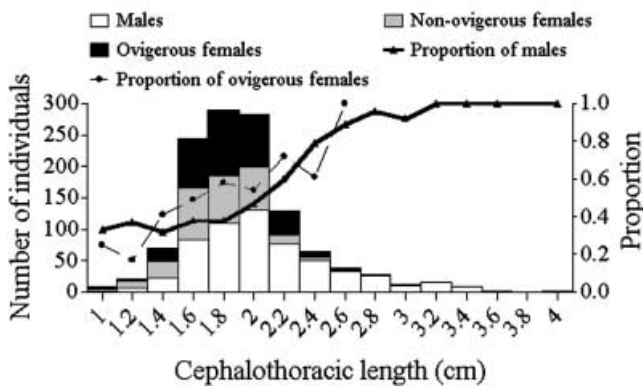 Males
Non-ovigerous females
Ovigerous females
Proportion of males
Proportion of ovigerous females
Number of individuals
300
250
200
150
100
50
0
1.0
0.8
0.6
0.4
0.2
0.0
Proportion
1 1.2 1.4 1.6 1.8 2 2.2 2.4 2.6 2.8 3 3.2 3.4 3.6 3.8 4
Cephalothoracic length (cm)